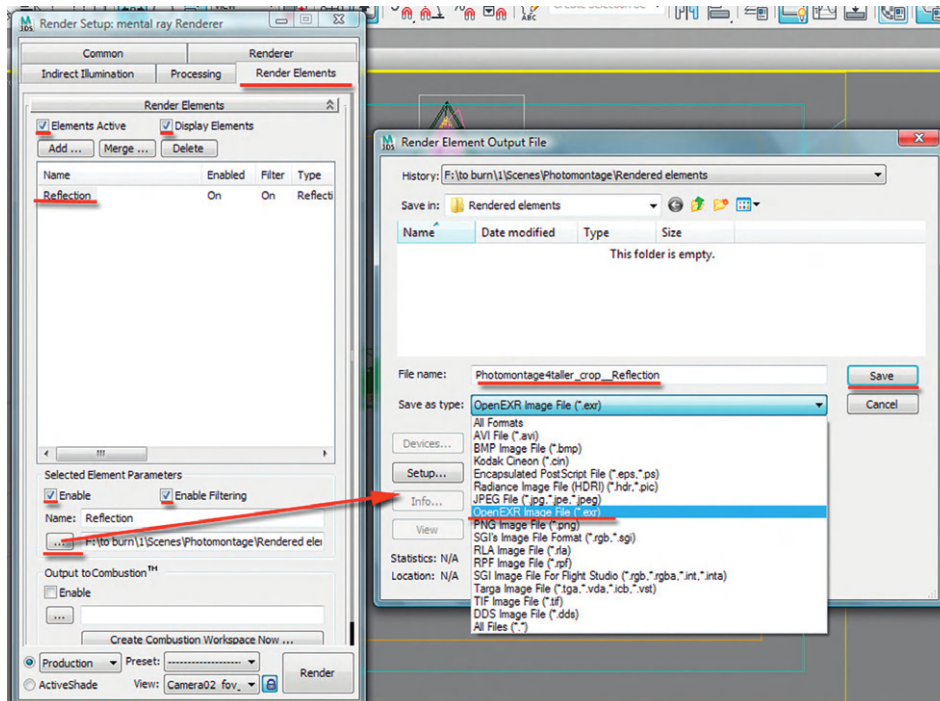 ABC
Render Setup: mental ray Renderer
Common
Renderer
Indirect Illumination
Processing
Render Elements
Render Elements
Elements Active
Display Elements
Add ...
Merge ...
Delete
Name
Enabled
Filter
Type
Reflection
On
On
Reflecti
Selected Element Parameters
Enable
Enable Filtering
Name:
Reflection
...
F:\to burn\1\Scenes\Photomontage\Rendered eler
Output to Combustion™
Enable
...
Create Combustion Workspace Now ...
Production
Preset:
--------------------
ActiveShade
View:
Camera02 fov_
Render
Render Element Output File
History:
F:\to burn\1\Scenes\Photomontage\Rendered elements
Save in:
Rendered elements
Name
Date modified
Type
Size
This folder is empty.
File name:
Photomontage4taller_crop__Reflection
Save
Save as type:
OpenEXR Image File (*.exr)
Cancel
All Formats
AVI File (*.avi)
BMP Image File (*.bmp)
Kodak Cineon (*.cin)
Encapsulated PostScript File (*.eps,*.ps)
Radiance Image File (HDRI) (*.hdr,*.pic)
JPEG File (*.jpg,*.jpe,*.jpeg)
OpenEXR Image File (*.exr)
PNG Image File (*.png)
SGI's Image File Format (*.rgb,*.sgi)
RLA Image File (*.rla)
RPF Image File (*.rpf)
SGI Image File For Flight Studio (*.rgb,*.rgba,*.int,*.inta)
Targa Image File (*.tga,*.vda,*.icb,*.vst)
TIF Image File (*.tif)
DDS Image File (*.dds)
All Files (*.*)
Devices...
Setup...
Info...
View
Statistics: N/A
Location: N/A